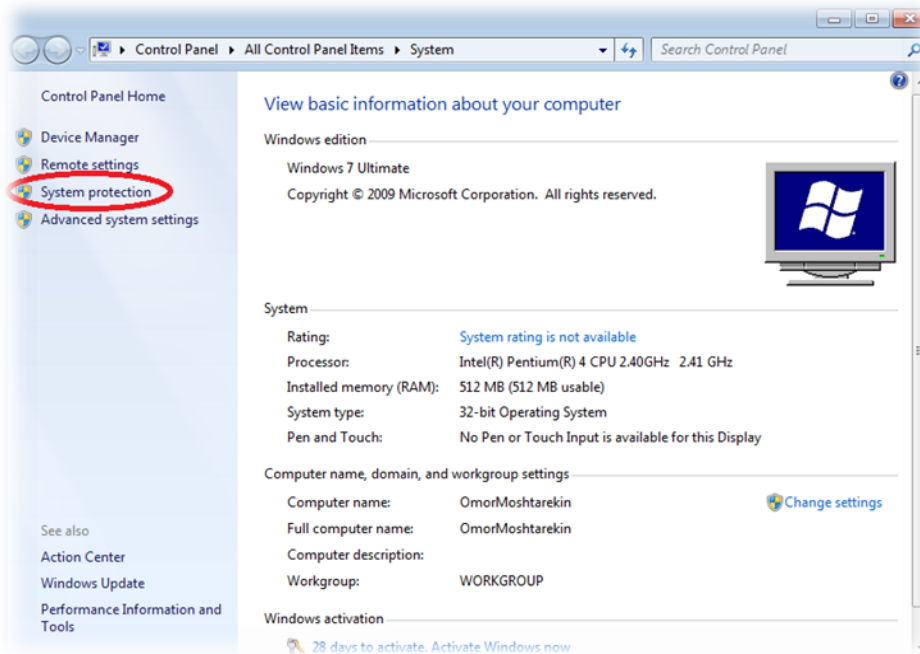 Control Panel ▸ All Control Panel Items ▸ System
Search Control Panel
Control Panel Home
Device Manager
Remote settings
System protection
Advanced system settings
See also
Action Center
Windows Update
Performance Information and
Tools
View basic information about your computer
Windows edition
Windows 7 Ultimate
Copyright © 2009 Microsoft Corporation. All rights reserved.
System
Rating: System rating is not available
Processor: Intel(R) Pentium(R) 4 CPU 2.40GHz 2.41 GHz
Installed memory (RAM): 512 MB (512 MB usable)
System type: 32-bit Operating System
Pen and Touch: No Pen or Touch Input is available for this Display
Computer name, domain, and workgroup settings
Computer name: OmorMoshtarekin Change settings
Full computer name: OmorMoshtarekin
Computer description:
Workgroup: WORKGROUP
Windows activation
28 days to activate. Activate Windows now